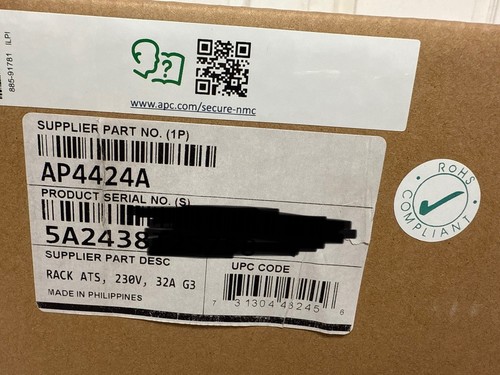 885-91781 ILPI
?
www.apc.com/secure-nmc
SUPPLIER PART NO. (1P)
AP4424A
PRODUCT SERIAL NO. (S)
5A2438
SUPPLIER PART DESC
RACK ATS, 230V, 32A G3
MADE IN PHILIPPINES
UPC CODE
7 31304 48245 6
ROHS COMPLIANT